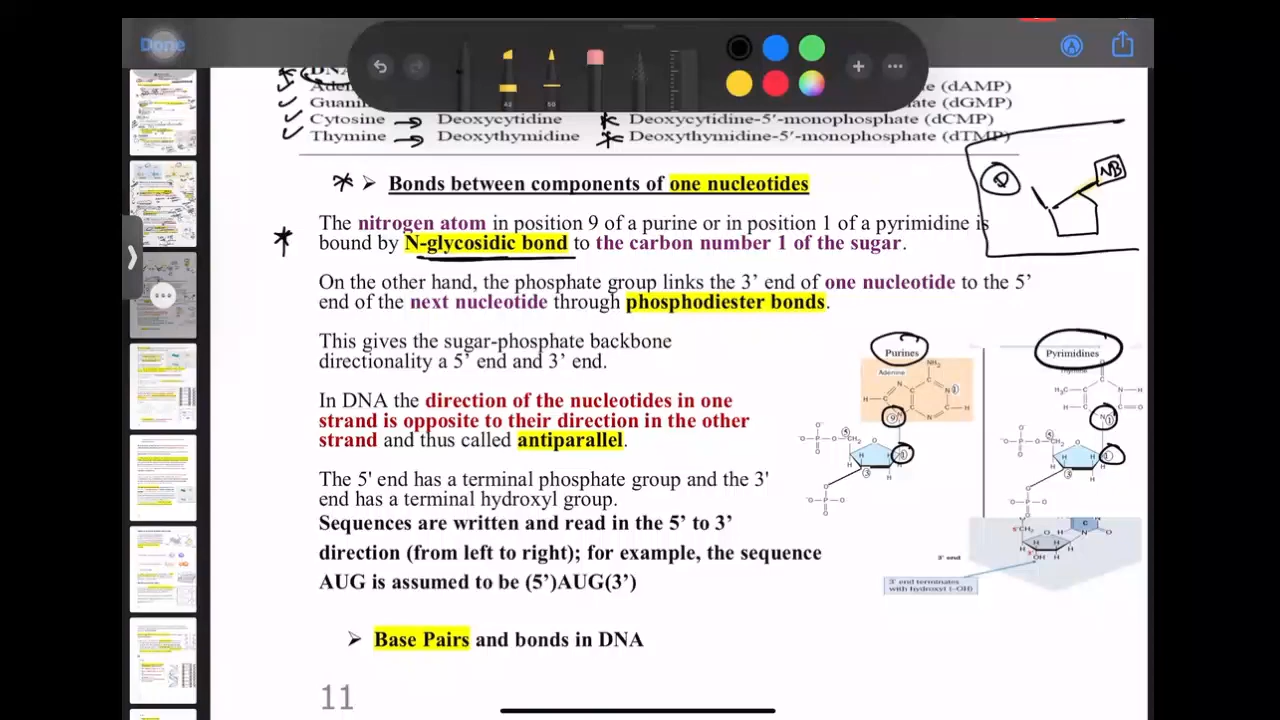 Done
Cytosine Deoxycytidine Deoxycytidine-5'-monophosphate (dCMP)
Thymine Deoxythymidine Deoxythymidine-5'-monophosphate (dTMP)
(dAMP)
(dGMP)
NB
➢ Bonds between components of one nucleotides
The nitrogen atom in position 9 of a purine or in position 1 of a pyrimidine is
bound by N-glycosidic bond to the carbon number 1 of the sugar.
On the other hand, the phosphate group links the 3' end of one nucleotide to the 5'
end of the next nucleotide through phosphodiester bonds.
This gives the sugar-phosphate backbone
directionality a 5' end and 3' end
In DNA the direction of the nucleotides in one
strand is opposite to their direction in the other
strand and thus called antiparallel.
The 5' end has a terminal phosphate group and the 3'
end has a terminal hydroxyl group.
Sequences are written and read in the 5' to 3'
direction (from left to right); for example, the sequence
AUG is assumed to be (5')AUG(3')
Purines
Adenine
Pyrimidines
3' end
3' end terminates
with hydroxyl (-OH)
➢ Base Pairs and bonds in DNA
11